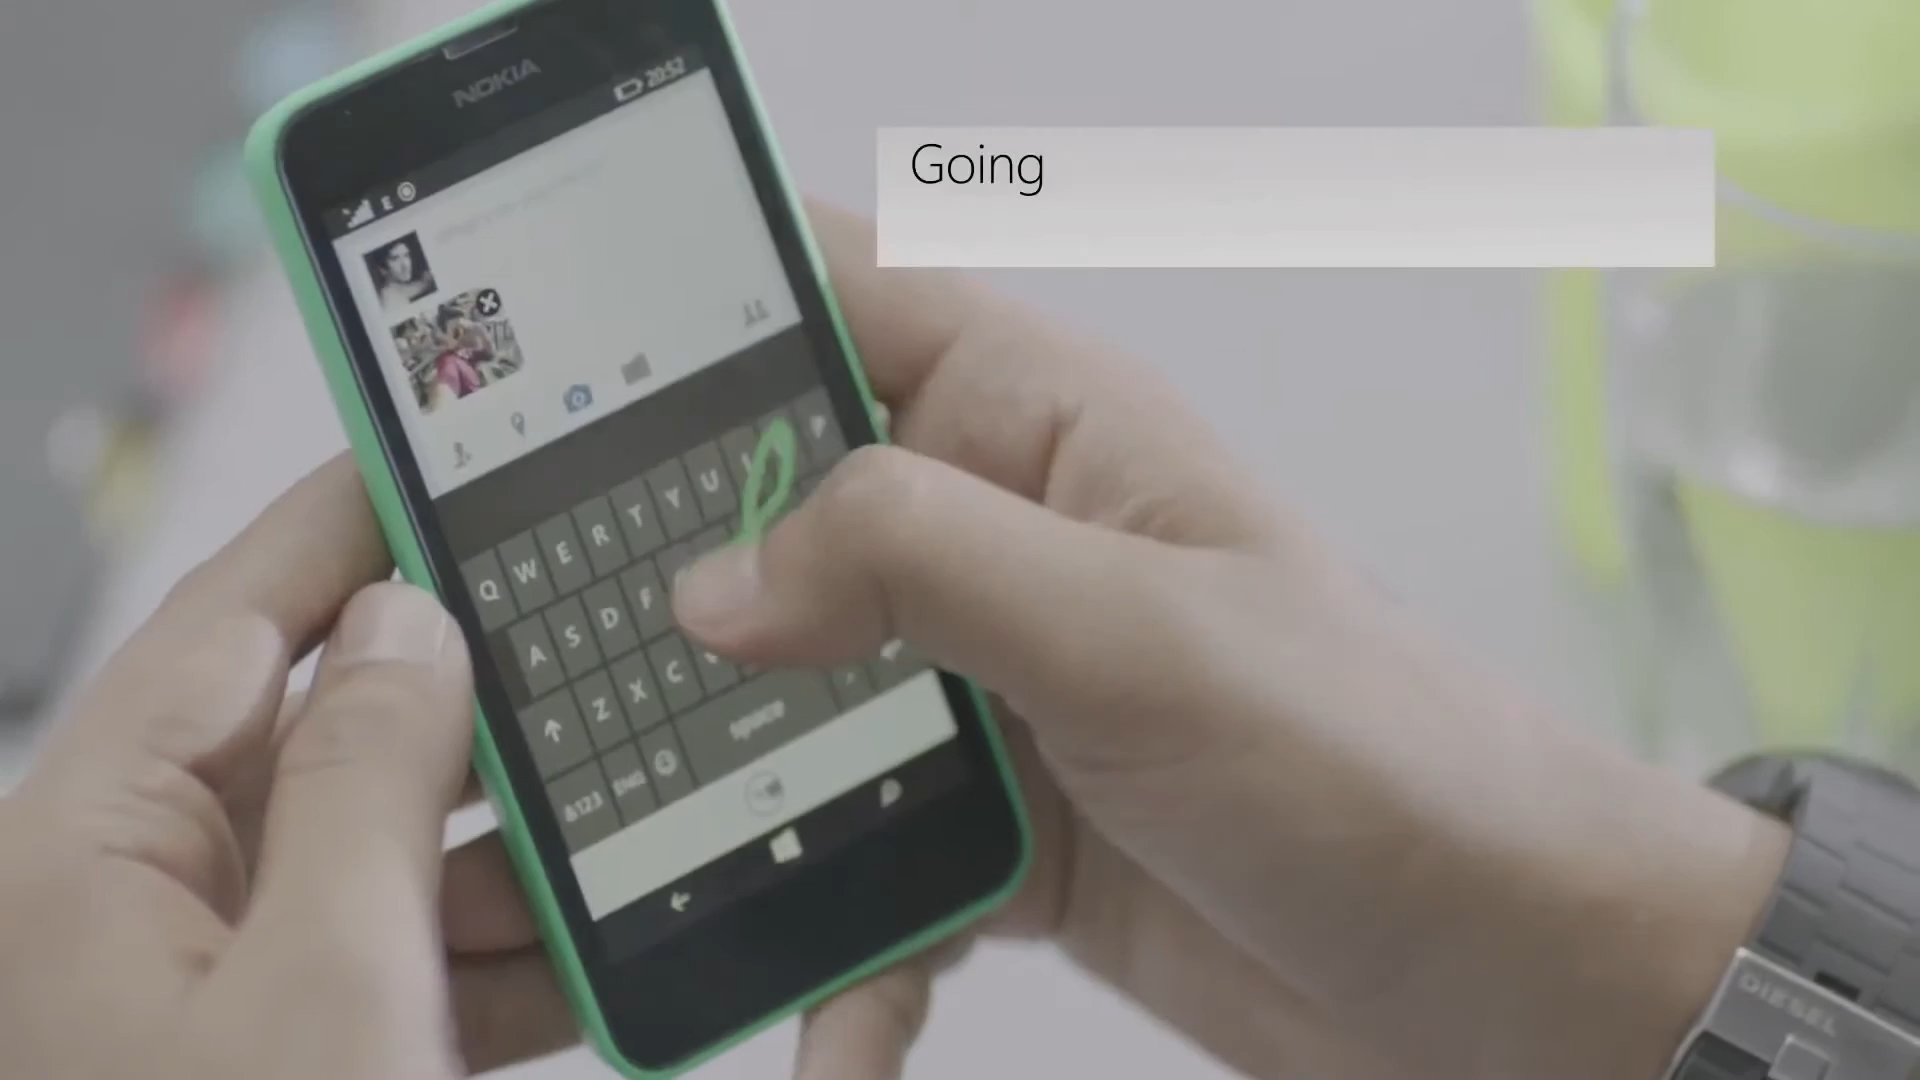 NOKIA
20:52
E
Going
Q W E R T Y U I
A S D F
Z X C V
&123 ENG space
DIESEL